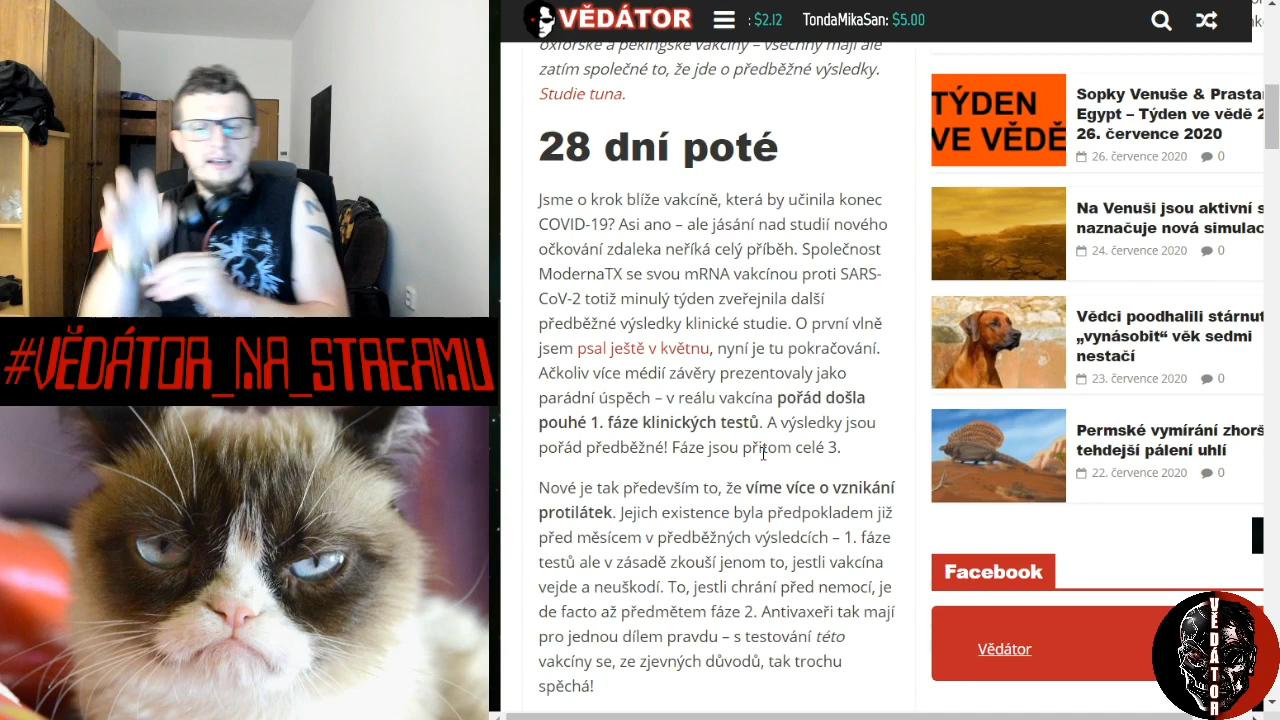 VĚDÁTOR
: $2.12 TondaMikaSan: $5.00
oxfordské a pekingské vakcíny – všechny mají ale
zatím společné to, že jde o předběžné výsledky.
Studie tuna.
28 dní poté
Jsme o krok blíže vakcíně, která by učinila konec
COVID-19? Asi ano – ale jásání nad studií nového
očkování zdaleka neříká celý příběh. Společnost
ModernaTX se svou mRNA vakcínou proti SARS-
CoV-2 totiž minulý týden zveřejnila další
předběžné výsledky klinické studie. O první vlně
jsem psal ještě v květnu, nyní je tu pokračování.
Ačkoliv více médií závěry prezentovaly jako
parádní úspěch – v reálu vakcína pořád došla
pouhé 1. fáze klinických testů. A výsledky jsou
pořád předběžné! Fáze jsou přitom celé 3.
Nové je tak především to, že víme více o vznikání
protilátek. Jejich existence byla předpokladem již
před měsícem v předběžných výsledcích – 1. fáze
testů ale v zásadě zkouší jenom to, jestli vakcína
vejde a neuškodí. To, jestli chrání před nemocí, je
de facto až předmětem fáze 2. Antivaxeři tak mají
pro jednou dílem pravdu – s testování této
vakcíny se, ze zjevných důvodů, tak trochu
spěchá!
TÝDEN
VE VĚDĚ
Sopky Venuše & Prasta
Egypt – Týden ve vědě 2
26. července 2020
26. července 2020 0
Na Venuši jsou aktivní s
naznačuje nová simulac
24. července 2020 0
Vědci poodhalili stárnut
„vynásobit“ věk sedmi
nestačí
23. července 2020 0
Permské vymírání zhorš
tehdejší pálení uhlí
22. července 2020 0
Facebook
Vědátor
VĚDÁTOR
#VĚDÁTOR_NA_STREAMU